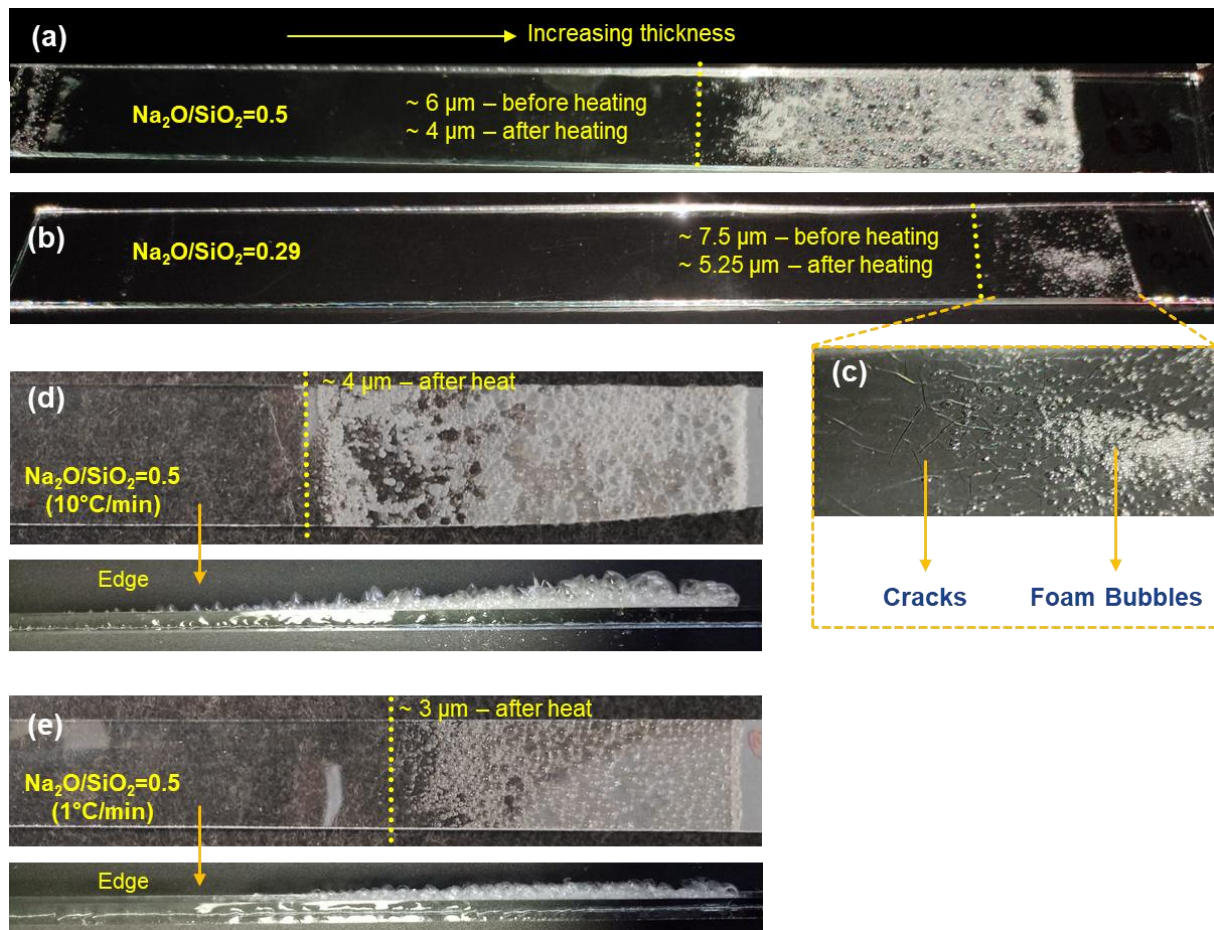 (a)
Increasing thickness
Na₂O/SiO₂=0.5
~ 6 µm – before heating
~ 4 µm – after heating
(b)
Na₂O/SiO₂=0.29
~ 7.5 µm – before heating
~ 5.25 µm – after heating
(c)
Cracks
Foam Bubbles
(d)
~ 4 µm – after heat
Na₂O/SiO₂=0.5
(10°C/min)
Edge
(e)
~ 3 µm – after heat
Na₂O/SiO₂=0.5
(1°C/min)
Edge